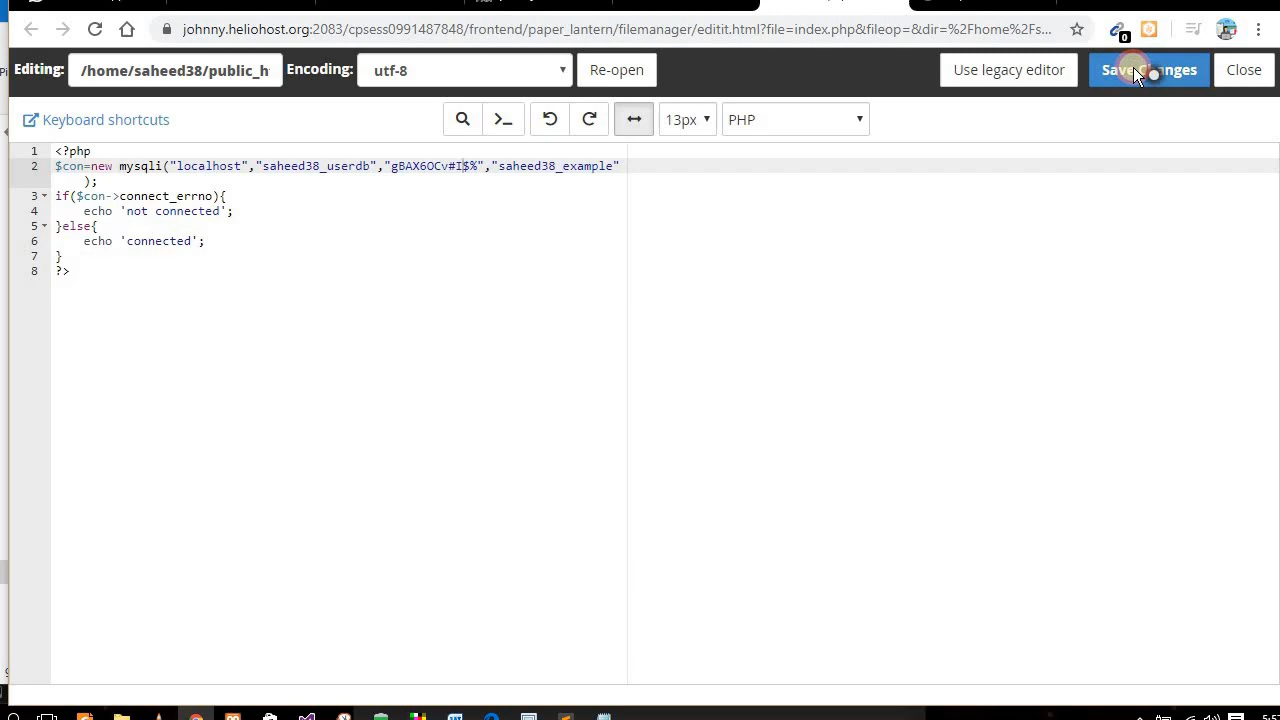 johnny.heliohost.org:2083/cpsess0991487848/frontend/paper_lantern/filemanager/editit.html?file=index.php&fileop=&dir=%2Fhome%2Fs...
0
Editing: /home/saheed38/public_h Encoding: utf-8 Re-open Use legacy editor Save Changes Close
Keyboard shortcuts 13px PHP
1 <?php
2 $con=new mysqli("localhost","saheed38_userdb","gBAX6OCv#I$%","saheed38_example"
);
3 if($con->connect_errno){
4 echo 'not connected';
5 }else{
6 echo 'connected';
7 }
8 ?>